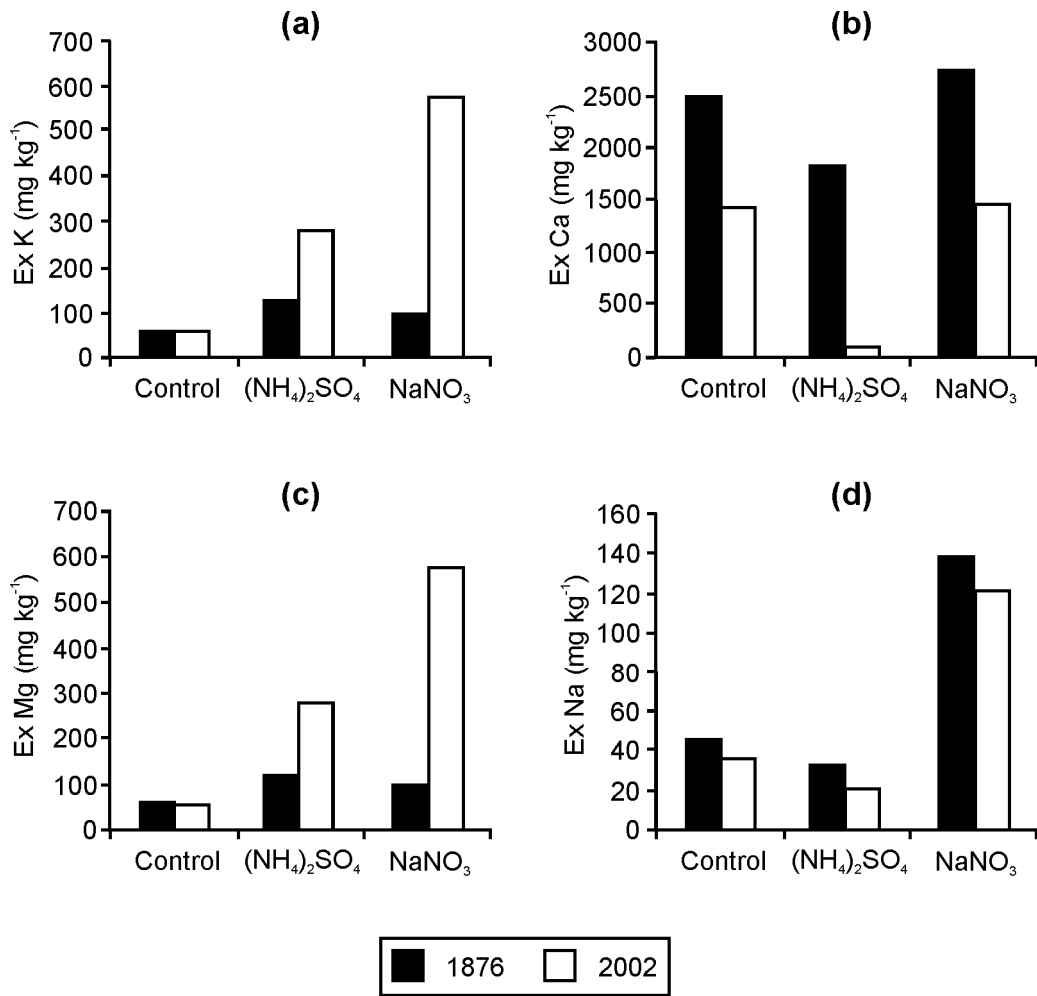 (a)
Ex K (mg kg⁻¹)
700
600
500
400
300
200
100
0
Control
(NH₄)₂SO₄
NaNO₃
(b)
Ex Ca (mg kg⁻¹)
3000
2500
2000
1500
1000
500
0
Control
(NH₄)₂SO₄
NaNO₃
(c)
Ex Mg (mg kg⁻¹)
700
600
500
400
300
200
100
0
Control
(NH₄)₂SO₄
NaNO₃
(d)
Ex Na (mg kg⁻¹)
160
140
120
100
80
60
40
20
0
Control
(NH₄)₂SO₄
NaNO₃
1876
2002